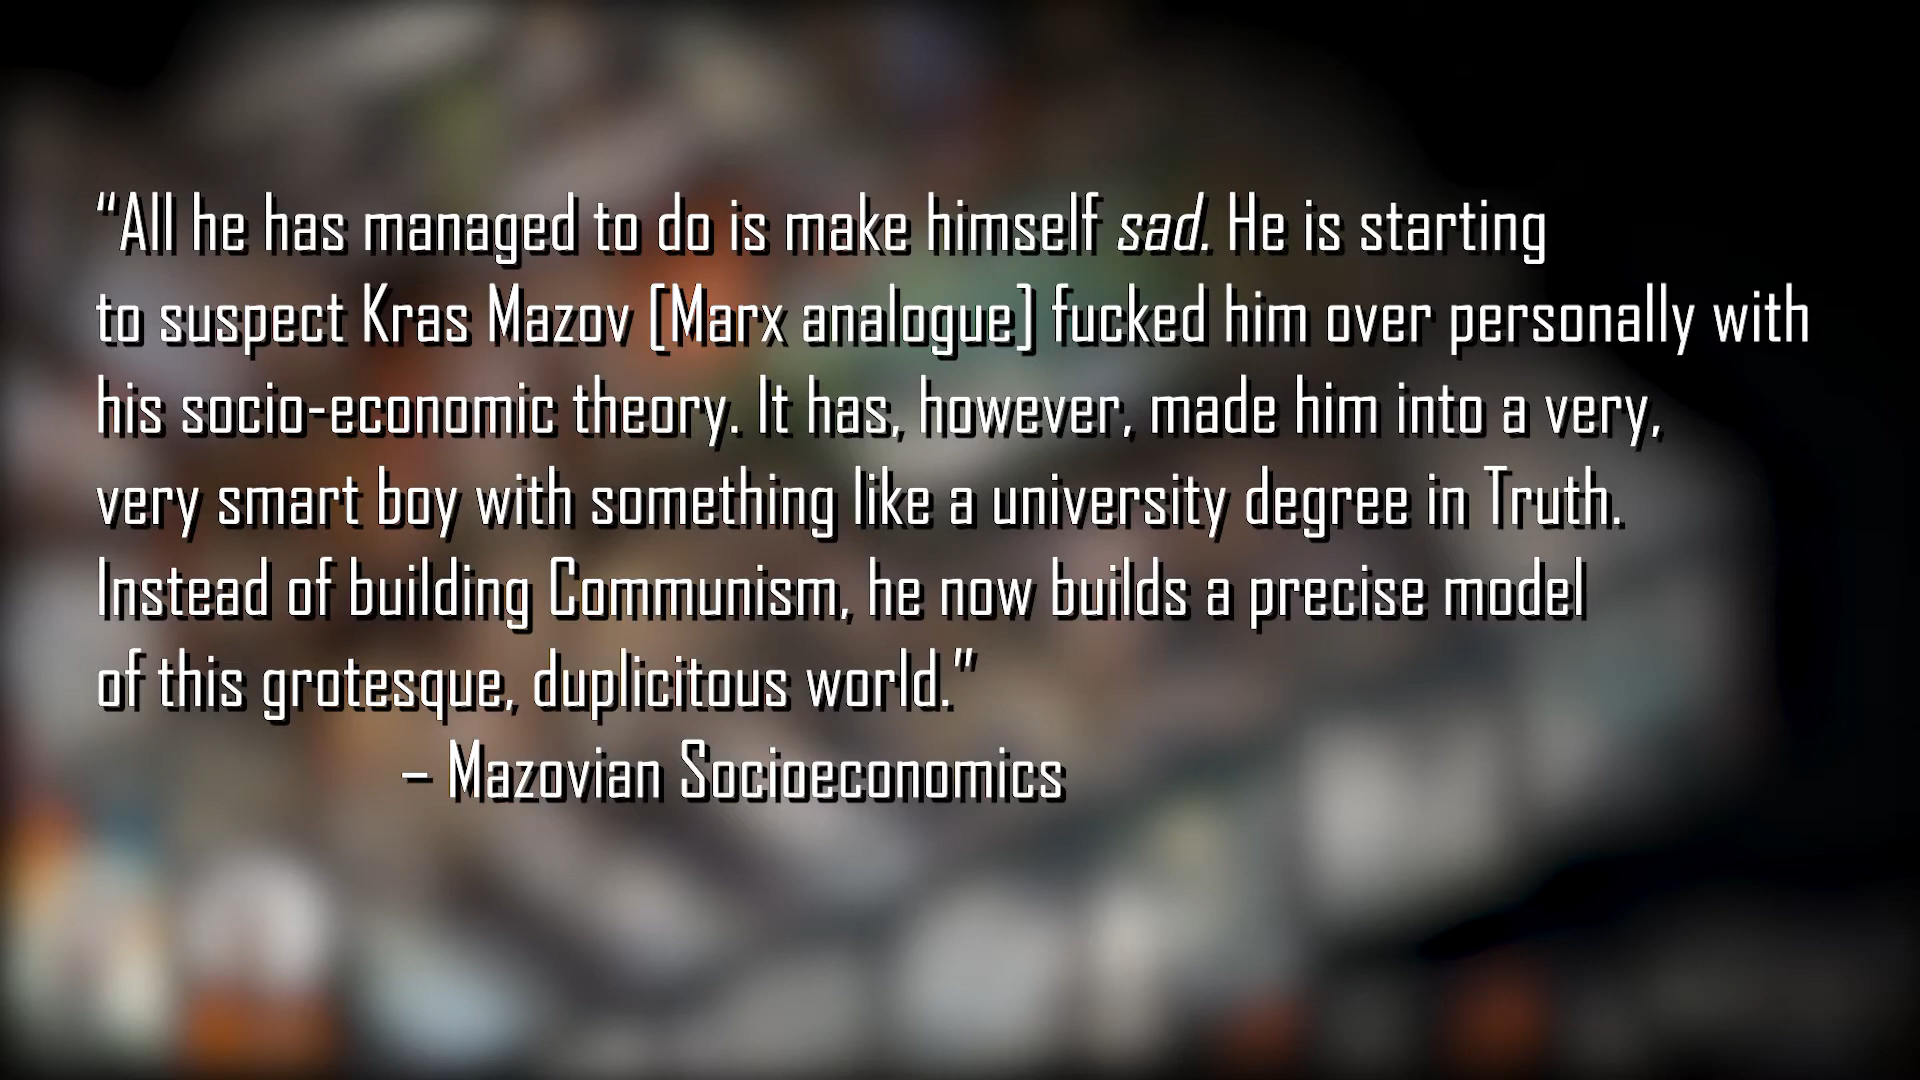 “All he has managed to do is make himself sad. He is starting
to suspect Kras Mazov [Marx analogue] fucked him over personally with
his socio-economic theory. It has, however, made him into a very,
very smart boy with something like a university degree in Truth.
Instead of building Communism, he now builds a precise model
of this grotesque, duplicitous world.”
– Mazovian Socioeconomics